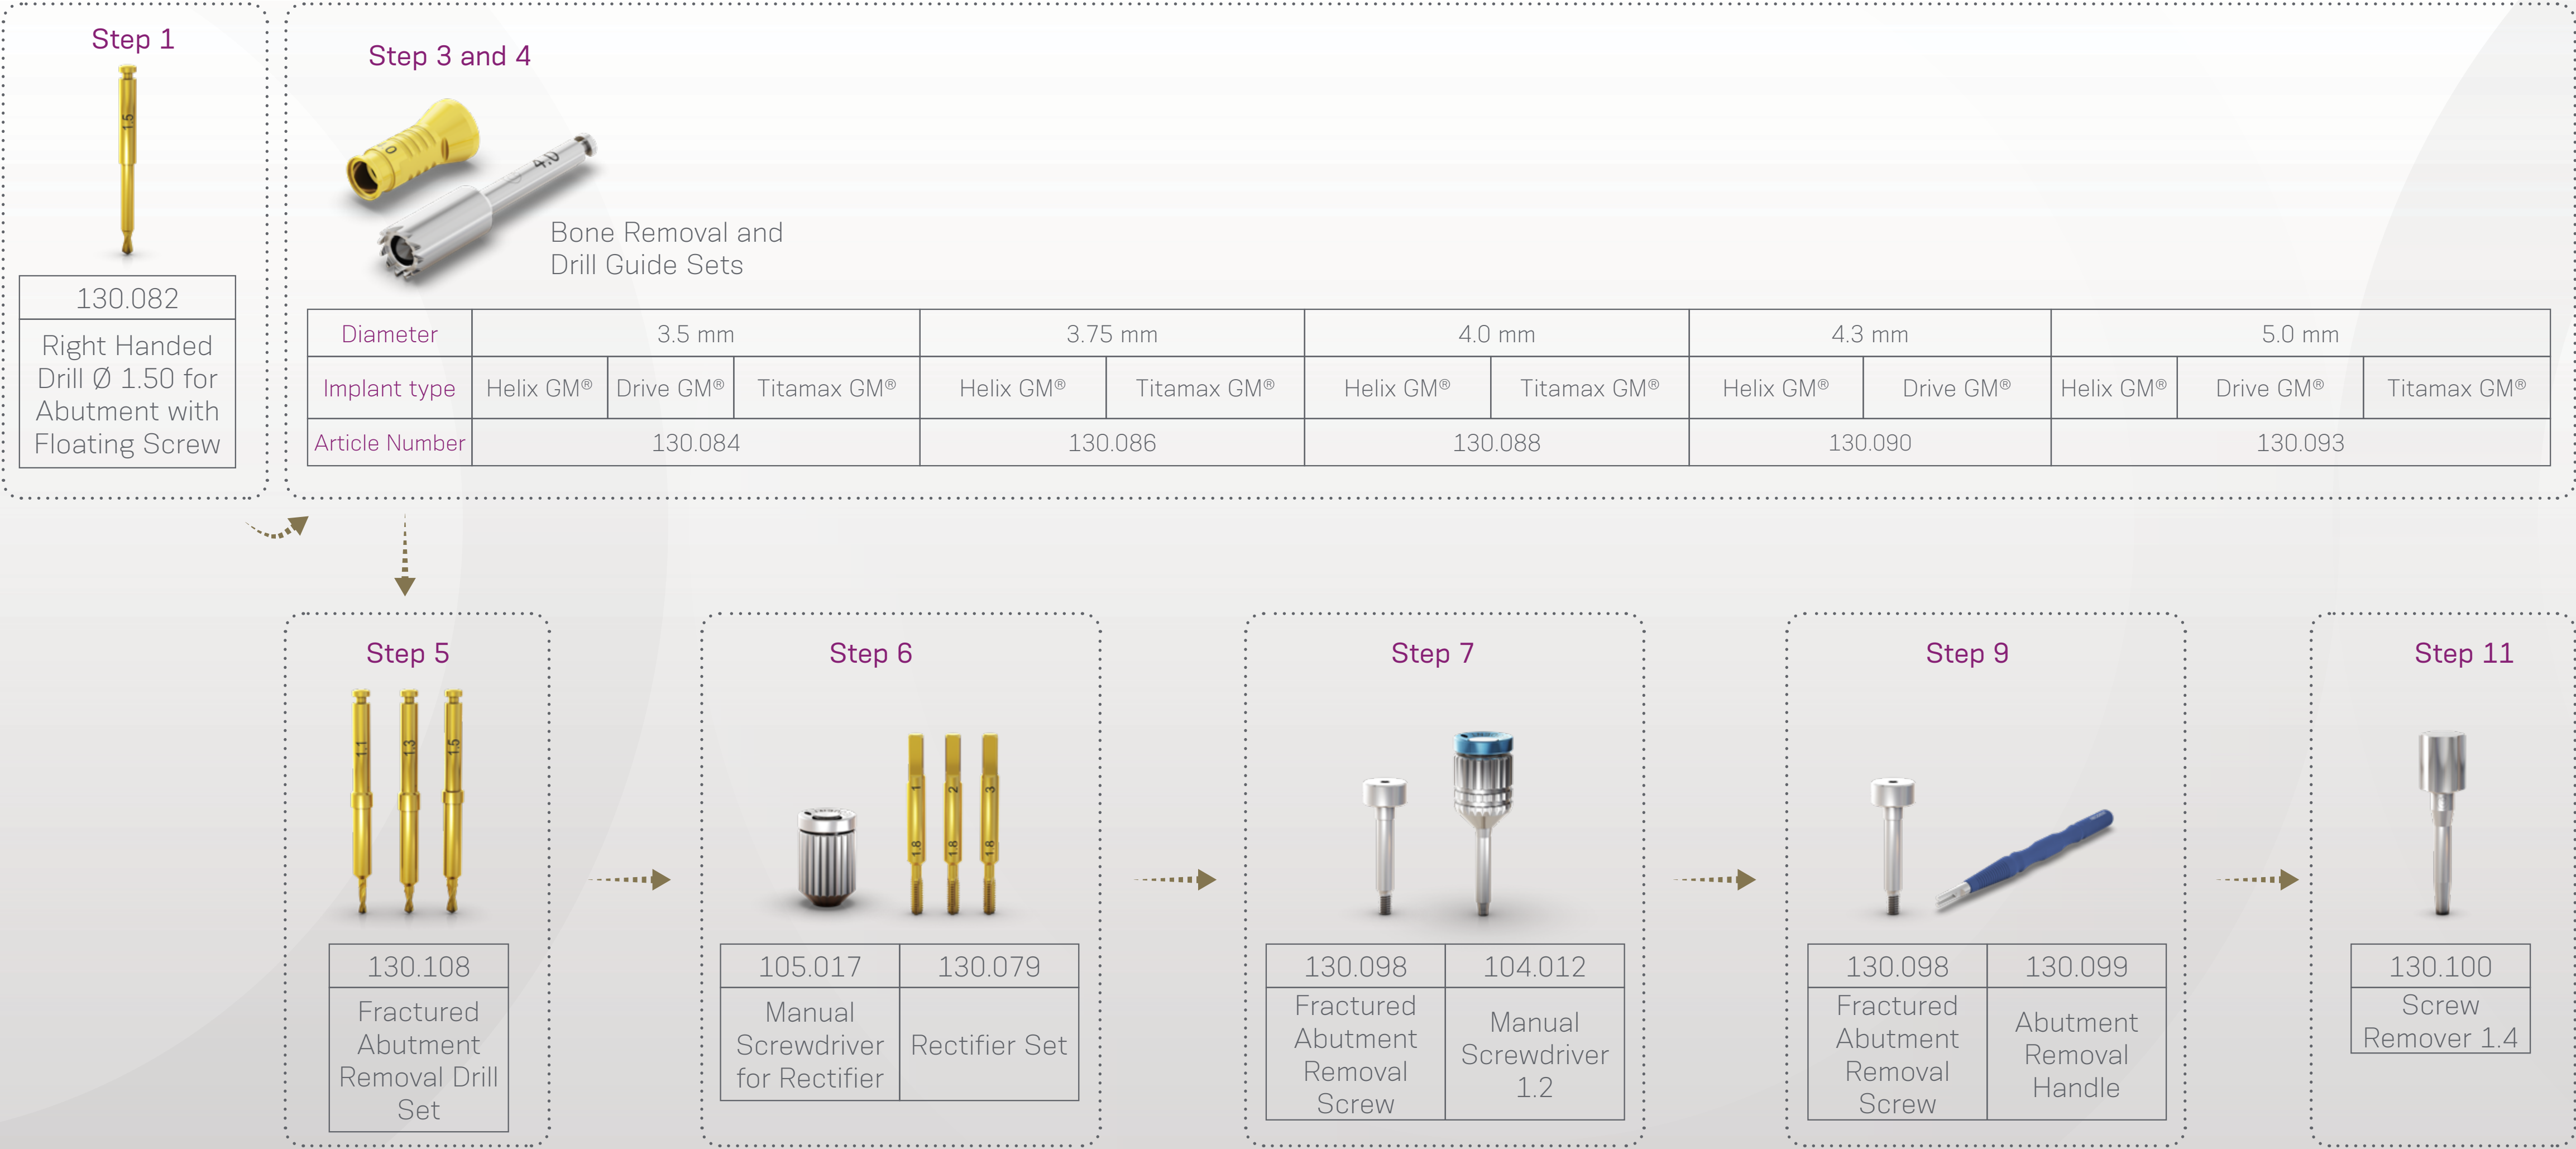 Step 1
1.5
130.082
Right Handed
Drill Ø 1.50 for
Abutment with
Floating Screw
Step 3 and 4
4.0
Bone Removal and
Drill Guide Sets
Diameter 3.5 mm 3.75 mm 4.0 mm 4.3 mm 5.0 mm
Implant type Helix GM® Drive GM® Titamax GM® Helix GM® Titamax GM® Helix GM® Titamax GM® Helix GM® Drive GM® Helix GM® Drive GM® Titamax GM®
Article Number 130.084 130.086 130.088 130.090 130.093
Step 5
1.1 1.3 1.5
130.108
Fractured
Abutment
Removal Drill
Set
Step 6
1 2 3
1.8 1.8 1.8
105.017 130.079
Manual
Screwdriver
for Rectifier
Rectifier Set
Step 7
130.098 104.012
Fractured
Abutment
Removal
Screw
Manual
Screwdriver
1.2
Step 9
130.098 130.099
Fractured
Abutment
Removal
Screw
Abutment
Removal
Handle
Step 11
130.100
Screw
Remover 1.4